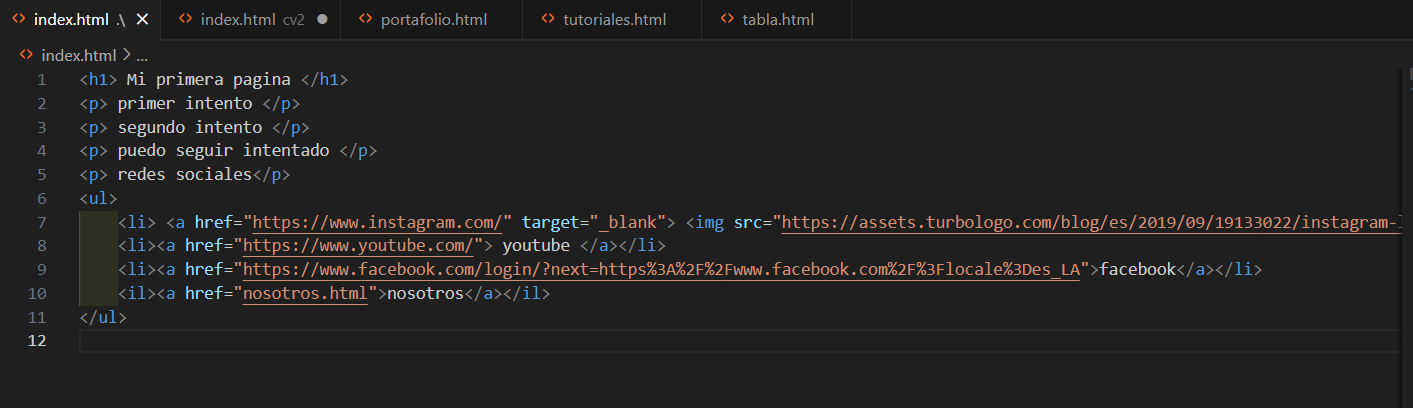 index.html .\ index.html cv2 portafolio.html tutoriales.html tabla.html
index.html > ...
1 <h1> Mi primera pagina </h1>
2 <p> primer intento </p>
3 <p> segundo intento </p>
4 <p> puedo seguir intentado </p>
5 <p> redes sociales</p>
6 <ul>
7 <li> <a href="https://www.instagram.com/" target="_blank"> <img src="https://assets.turbologo.com/blog/es/2019/09/19133022/instagram-
8 <li><a href="https://www.youtube.com/"> youtube </a></li>
9 <li><a href="https://www.facebook.com/login/?next=https%3A%2F%2Fwww.facebook.com%2F%3Flocale%3Des_LA">facebook</a></li>
10 <il><a href="nosotros.html">nosotros</a></il>
11 </ul>
12